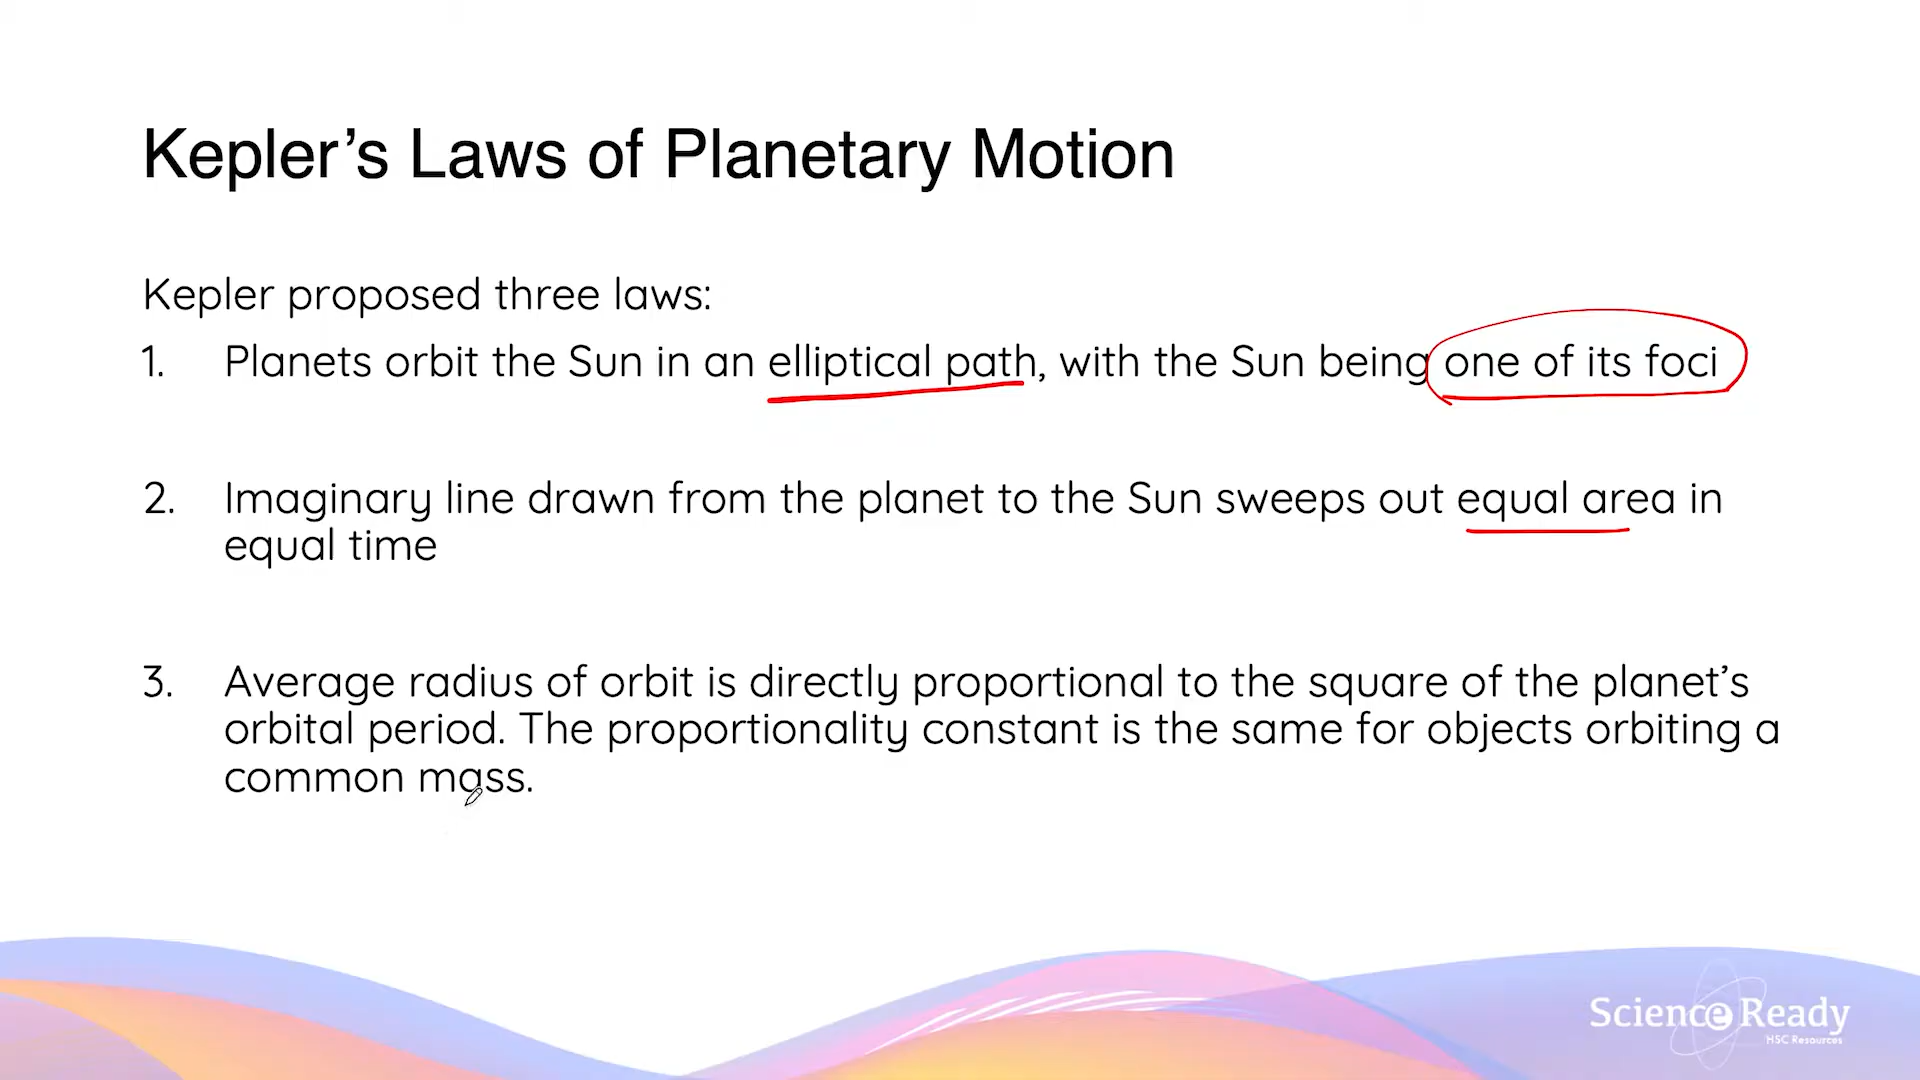 Kepler’s Laws of Planetary Motion
Kepler proposed three laws:
1. Planets orbit the Sun in an elliptical path, with the Sun being one of its foci
2. Imaginary line drawn from the planet to the Sun sweeps out equal area in
equal time
3. Average radius of orbit is directly proportional to the square of the planet’s
orbital period. The proportionality constant is the same for objects orbiting a
common mass.
Science Ready
HSC Resources